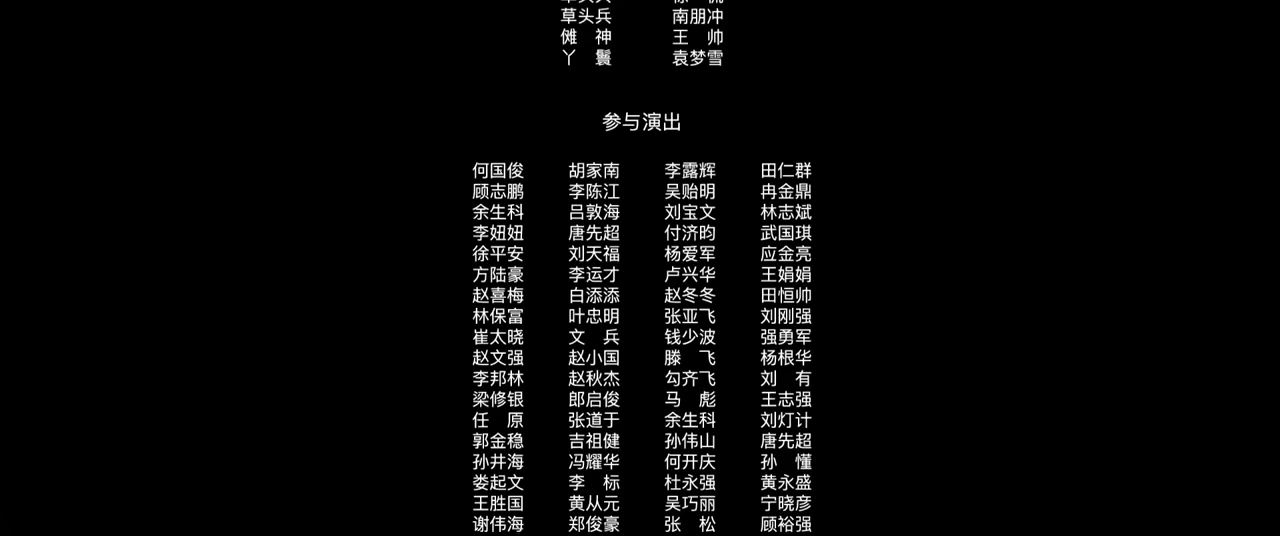 草头兵 南朋冲
傩 神 王 帅
丫 鬟 袁梦雪
参与演出
何国俊 胡家南 李露辉 田仁群
顾志鹏 李陈江 吴贻明 冉金鼎
余生科 吕敦海 刘宝文 林志斌
李妞妞 唐先超 付济昀 武国琪
徐平安 刘天福 杨爱军 应金亮
方陆豪 李运才 卢兴华 王娟娟
赵喜梅 白添添 赵冬冬 田恒帅
林保富 叶忠明 张亚飞 刘刚强
崔太晓 文 兵 钱少波 强勇军
赵文强 赵小国 滕 飞 杨根华
李邦林 赵秋杰 勾齐飞 刘 有
梁修银 郎启俊 马 彪 王志强
任 原 张道于 余生科 刘灯计
郭金稳 吉祖健 孙伟山 唐先超
孙井海 冯耀华 何开庆 孙 懂
娄起文 李 标 杜永强 黄永盛
王胜国 黄从元 吴巧丽 宁晓彦
谢伟海 郑俊豪 张 松 顾裕强